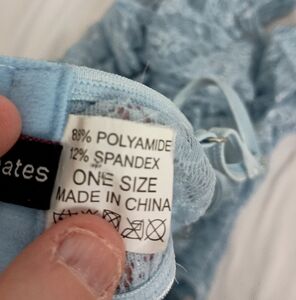 88% POLYAMIDE
12% SPANDEX
ONE SIZE
MADE IN CHINA
ates